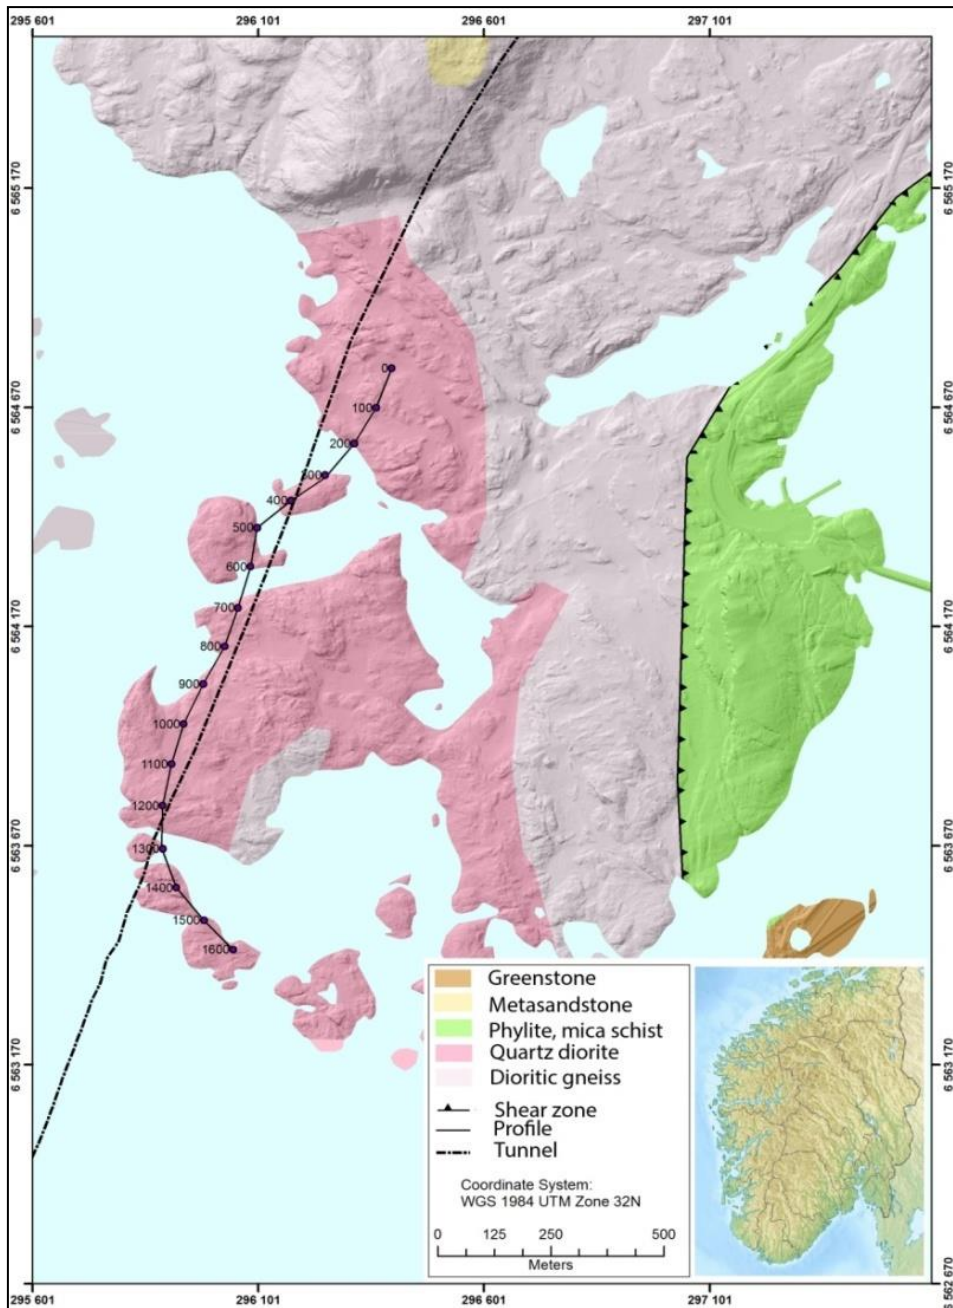 295 601
296 101
296 601
297 101
6 565 170
6 565 170
6 564 670
6 564 670
6 564 170
6 564 170
6 563 670
6 563 670
6 563 170
6 563 170
6 562 670
0
100
200
300
400
500
600
700
800
900
1000
1100
1200
1300
1400
1500
1600
Greenstone
Metasandstone
Phylite, mica schist
Quartz diorite
Dioritic gneiss
Shear zone
Profile
Tunnel
Coordinate System:
WGS 1984 UTM Zone 32N
0 125 250 500
Meters
295 601
296 101
296 601
297 101